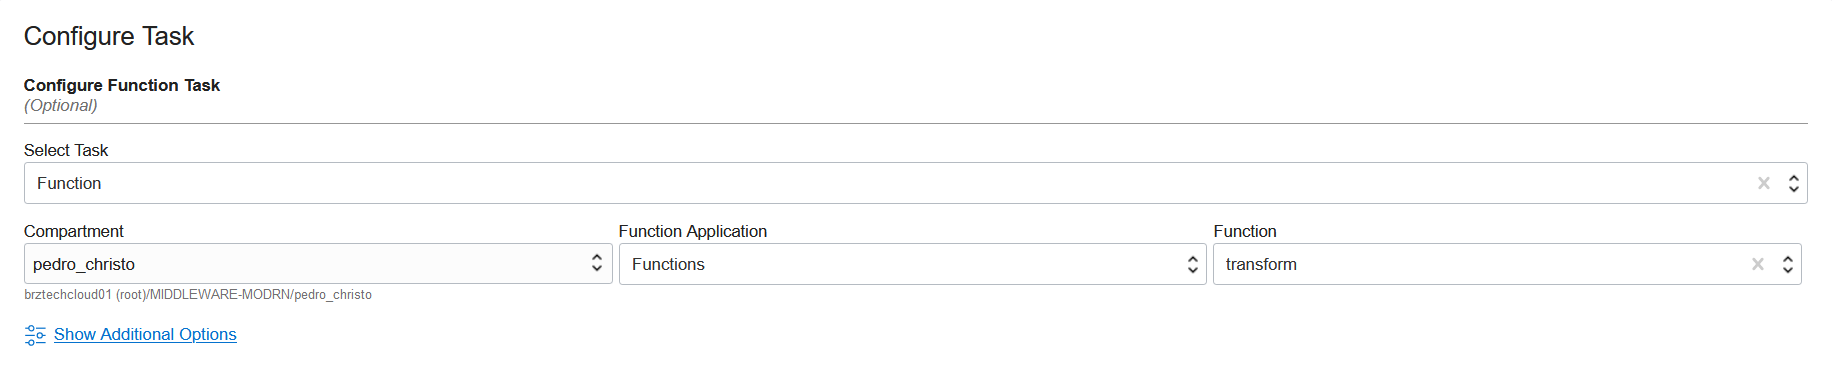 Configure Task
Configure Function Task
(Optional)
Select Task
Function
Compartment Function Application Function
pedro_christo Functions transform
brztechcloud01 (root)/MIDDLEWARE-MODRN/pedro_christo
Show Additional Options